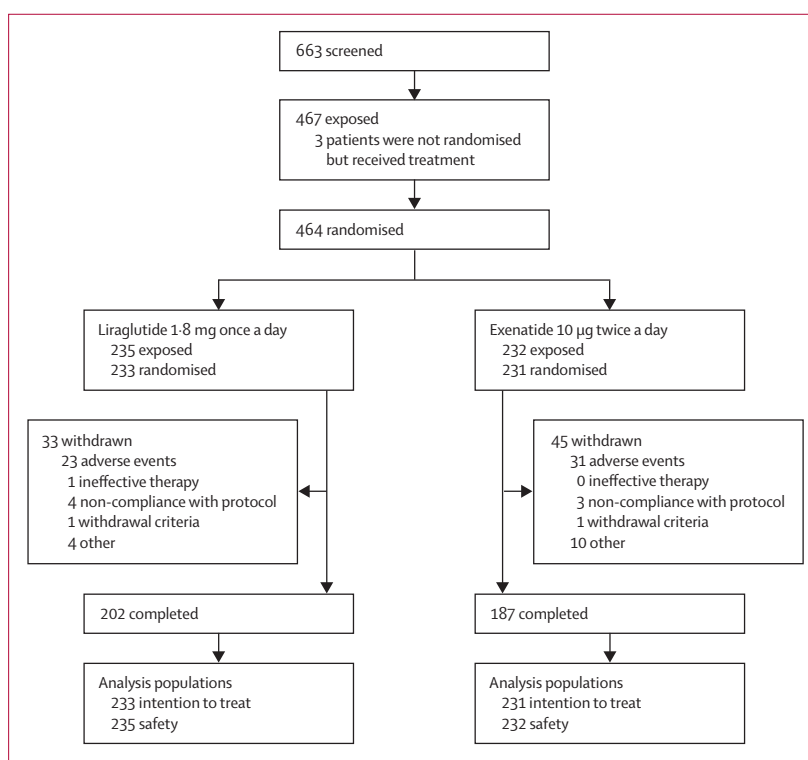 663 screened
467 exposed
3 patients were not randomised
but received treatment
464 randomised
Liraglutide 1·8 mg once a day
235 exposed
233 randomised
Exenatide 10 µg twice a day
232 exposed
231 randomised
33 withdrawn
23 adverse events
1 ineffective therapy
4 non-compliance with protocol
1 withdrawal criteria
4 other
45 withdrawn
31 adverse events
0 ineffective therapy
3 non-compliance with protocol
1 withdrawal criteria
10 other
202 completed
187 completed
Analysis populations
233 intention to treat
235 safety
Analysis populations
231 intention to treat
232 safety